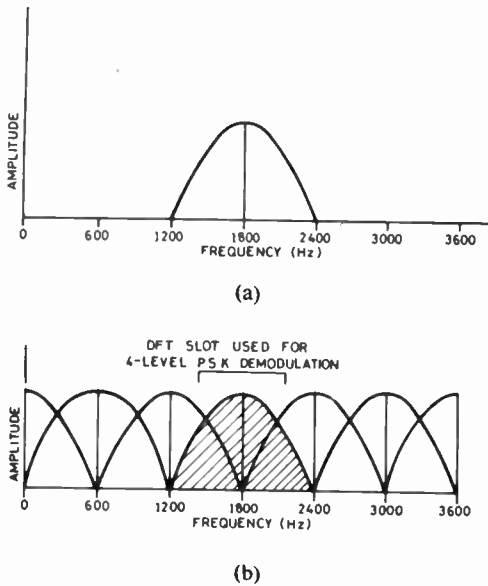 AMPLITUDE
0 600 1200 1800 2400 3000 3600
FREQUENCY (Hz)
(a)
DFT SLOT USED FOR
4-LEVEL PSK DEMODULATION
AMPLITUDE
0 600 1200 1800 2400 3000 3600
FREQUENCY (Hz)
(b)